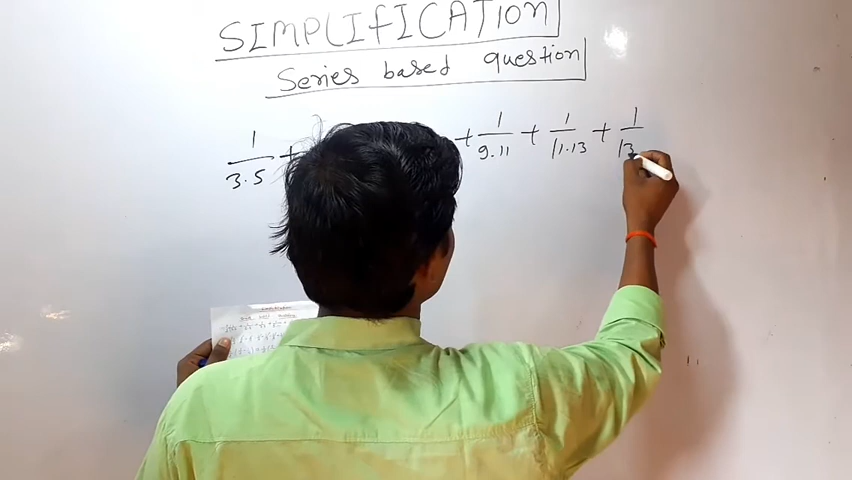 SIMPLIFICATION
Series based question
1/3.5 + + 1/9.11 + 1/11.13 + 1/13